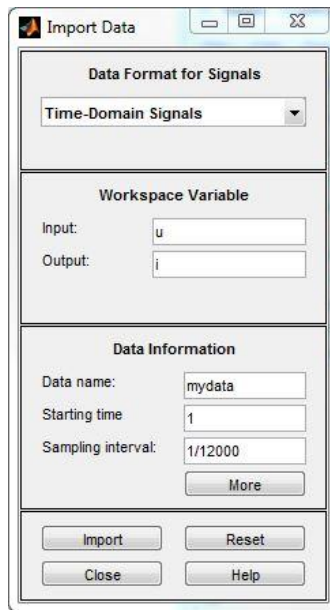 Import Data
Data Format for Signals
Time-Domain Signals
Workspace Variable
Input: u
Output: i
Data Information
Data name: mydata
Starting time 1
Sampling interval: 1/12000
More
Import Reset
Close Help